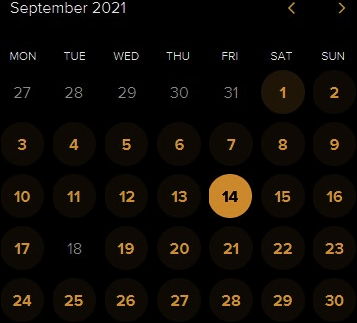 September 2021
MON TUE WED THU FRI SAT SUN
27 28 29 30 31 1 2
3 4 5 6 7 8 9
10 11 12 13 14 15 16
17 18 19 20 21 22 23
24 25 26 27 28 29 30